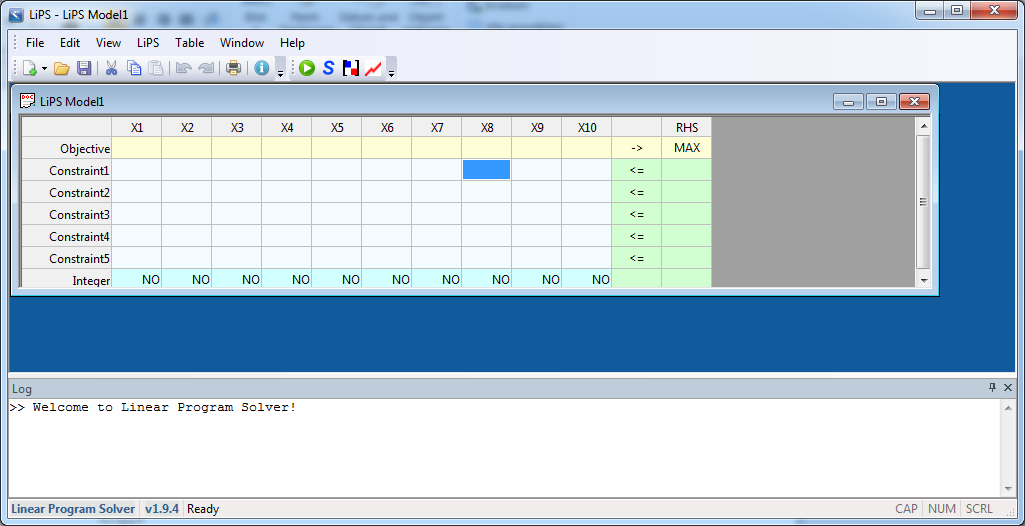 LiPS - LiPS Model1
File Edit View LiPS Table Window Help
LiPS Model1
X1 X2 X3 X4 X5 X6 X7 X8 X9 X10 RHS
Objective -> MAX
Constraint1 <=
Constraint2 <=
Constraint3 <=
Constraint4 <=
Constraint5 <=
Integer NO NO NO NO NO NO NO NO NO NO
Log
>> Welcome to Linear Program Solver!
Linear Program Solver v1.9.4 Ready CAP NUM SCRL